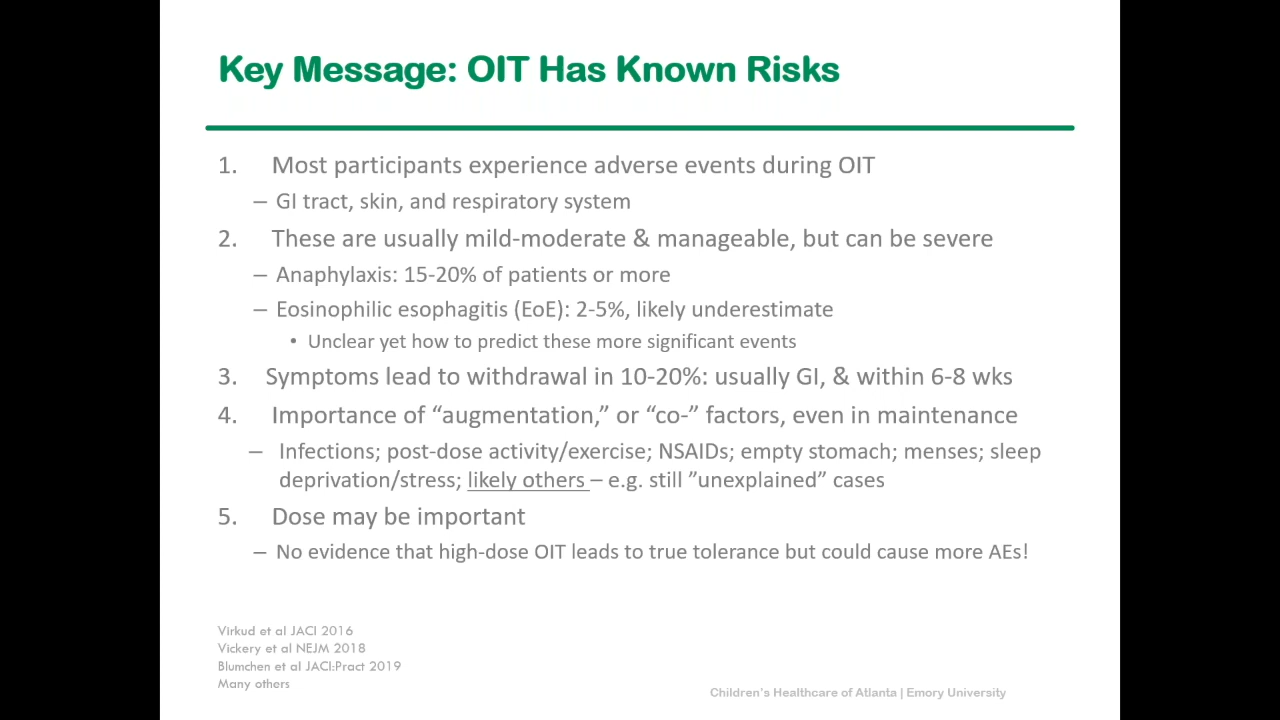 Key Message: OIT Has Known Risks
1. Most participants experience adverse events during OIT
– GI tract, skin, and respiratory system
2. These are usually mild-moderate & manageable, but can be severe
– Anaphylaxis: 15-20% of patients or more
– Eosinophilic esophagitis (EoE): 2-5%, likely underestimate
• Unclear yet how to predict these more significant events
3. Symptoms lead to withdrawal in 10-20%: usually GI, & within 6-8 wks
4. Importance of “augmentation,” or “co-” factors, even in maintenance
– Infections; post-dose activity/exercise; NSAIDs; empty stomach; menses; sleep
deprivation/stress; likely others – e.g. still ”unexplained” cases
5. Dose may be important
– No evidence that high-dose OIT leads to true tolerance but could cause more AEs!
Virkud et al JACI 2016
Vickery et al NEJM 2018
Blumchen et al JACI:Pract 2019
Many others
Children’s Healthcare of Atlanta | Emory University